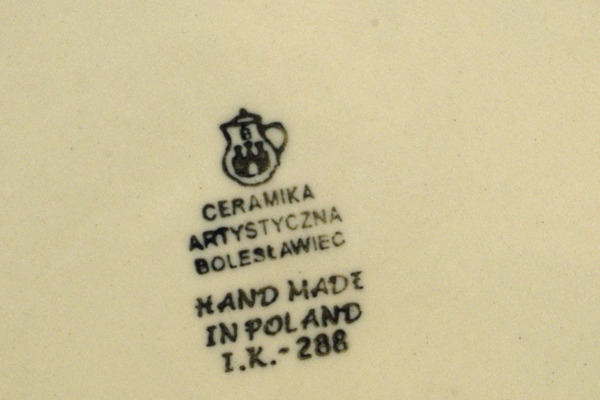 B
CERAMIKA
ARTYSTYCZNA
BOLESŁAWIEC
HAND MADE
IN POLAND
I.K.-288